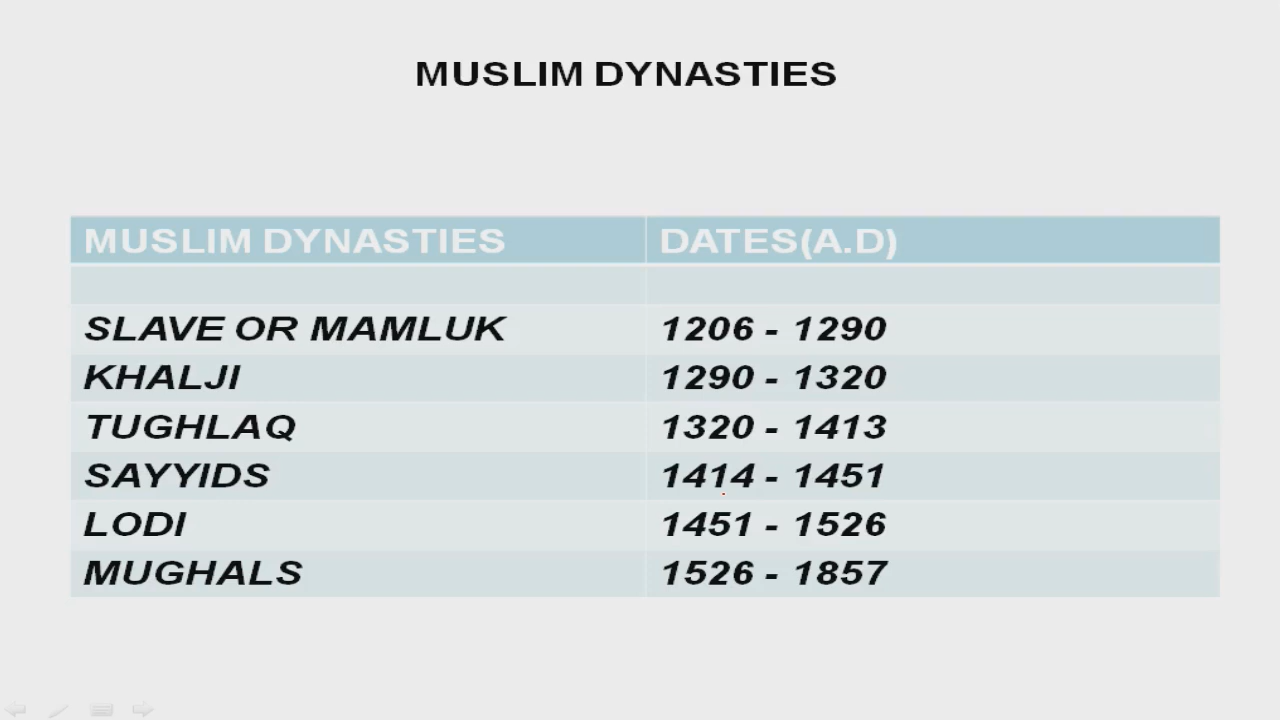 MUSLIM DYNASTIES
MUSLIM DYNASTIES DATES(A.D)
SLAVE OR MAMLUK 1206 - 1290
KHALJI 1290 - 1320
TUGHLAQ 1320 - 1413
SAYYIDS 1414 - 1451
LODI 1451 - 1526
MUGHALS 1526 - 1857